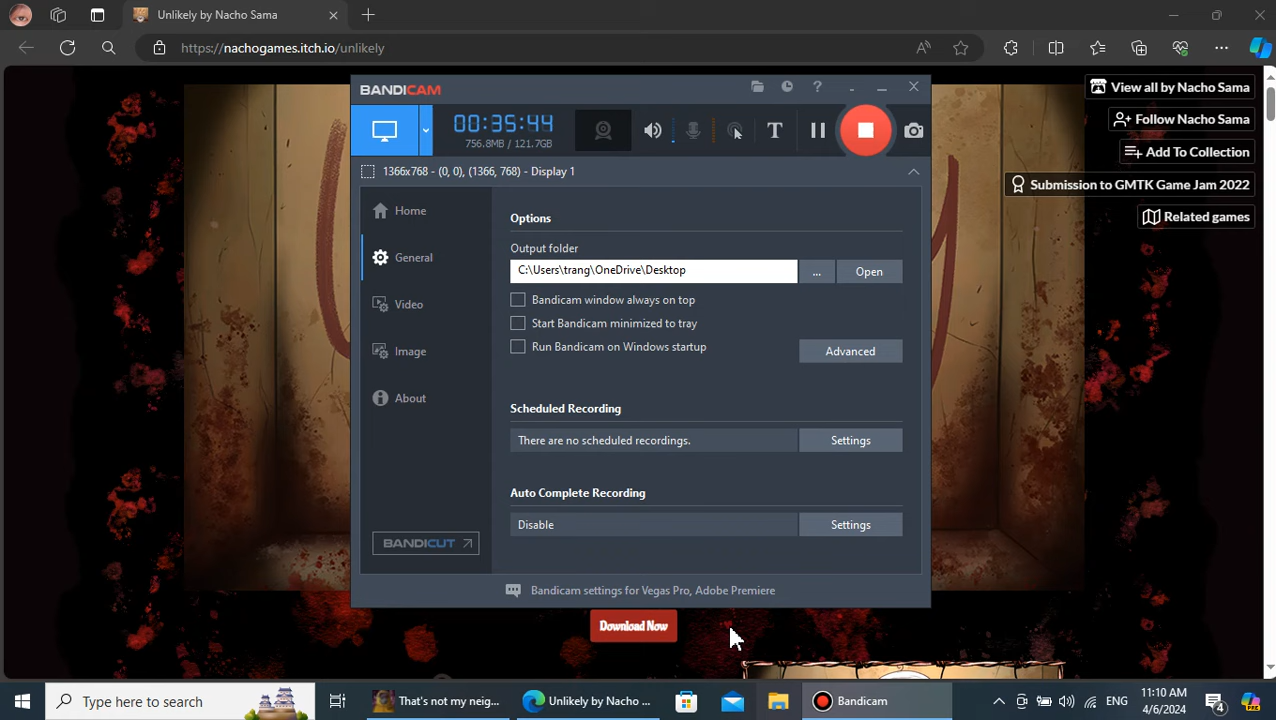 Unlikely by Nacho Sama
https://nachogames.itch.io/unlikely
View all by Nacho Sama
Follow Nacho Sama
Add To Collection
Submission to GMTK Game Jam 2022
Related games
BANDICAM
00:35:44
756.8MB / 121.7GB
1366x768 - (0, 0), (1366, 768) - Display 1
Home
General
Video
Image
About
BANDICUT
Options
Output folder
C:\Users\trang\OneDrive\Desktop
...
Open
Bandicam window always on top
Start Bandicam minimized to tray
Run Bandicam on Windows startup
Advanced
Scheduled Recording
There are no scheduled recordings.
Settings
Auto Complete Recording
Disable
Settings
Bandicam settings for Vegas Pro, Adobe Premiere
Download Now
Type here to search
That's not my neig...
Unlikely by Nacho ...
Bandicam
ENG
11:10 AM
4/6/2024
4